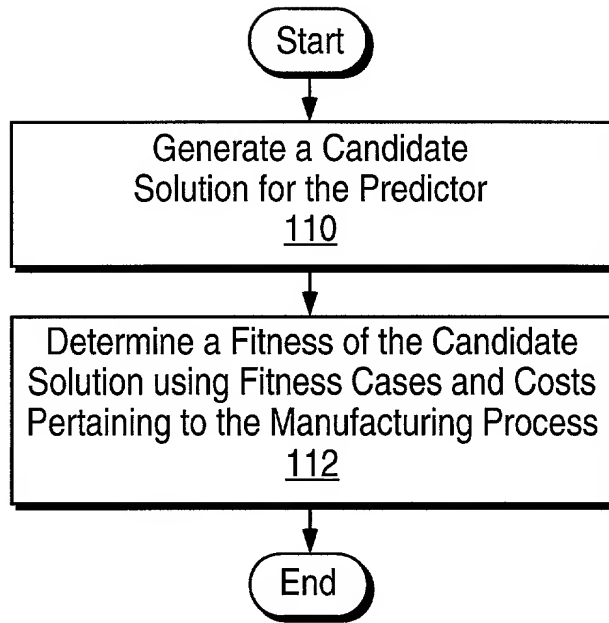 Start
Generate a Candidate
Solution for the Predictor
110
Determine a Fitness of the Candidate
Solution using Fitness Cases and Costs
Pertaining to the Manufacturing Process
112
End